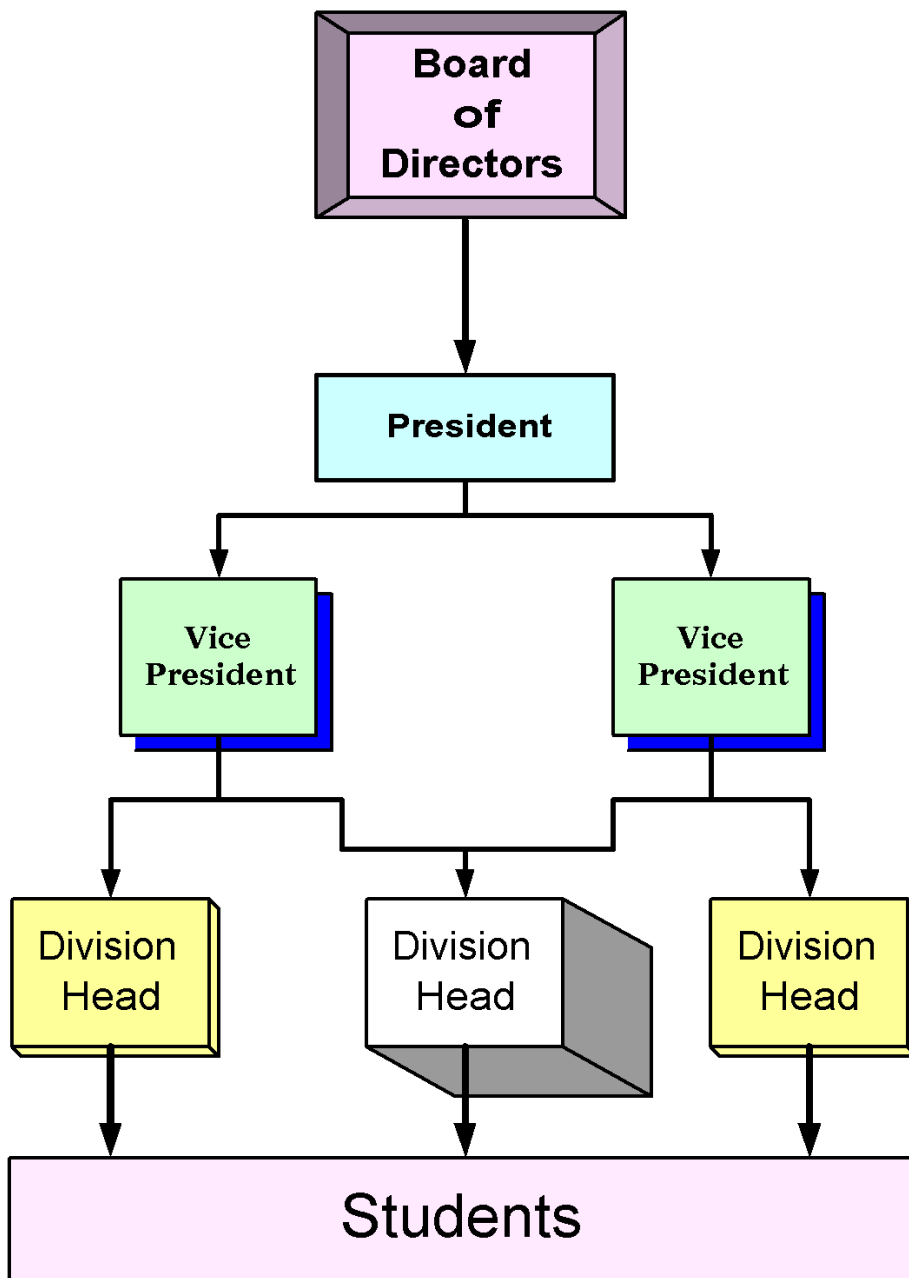 Board
of
Directors
President
Vice
President
Vice
President
Division
Head
Division
Head
Division
Head
Students